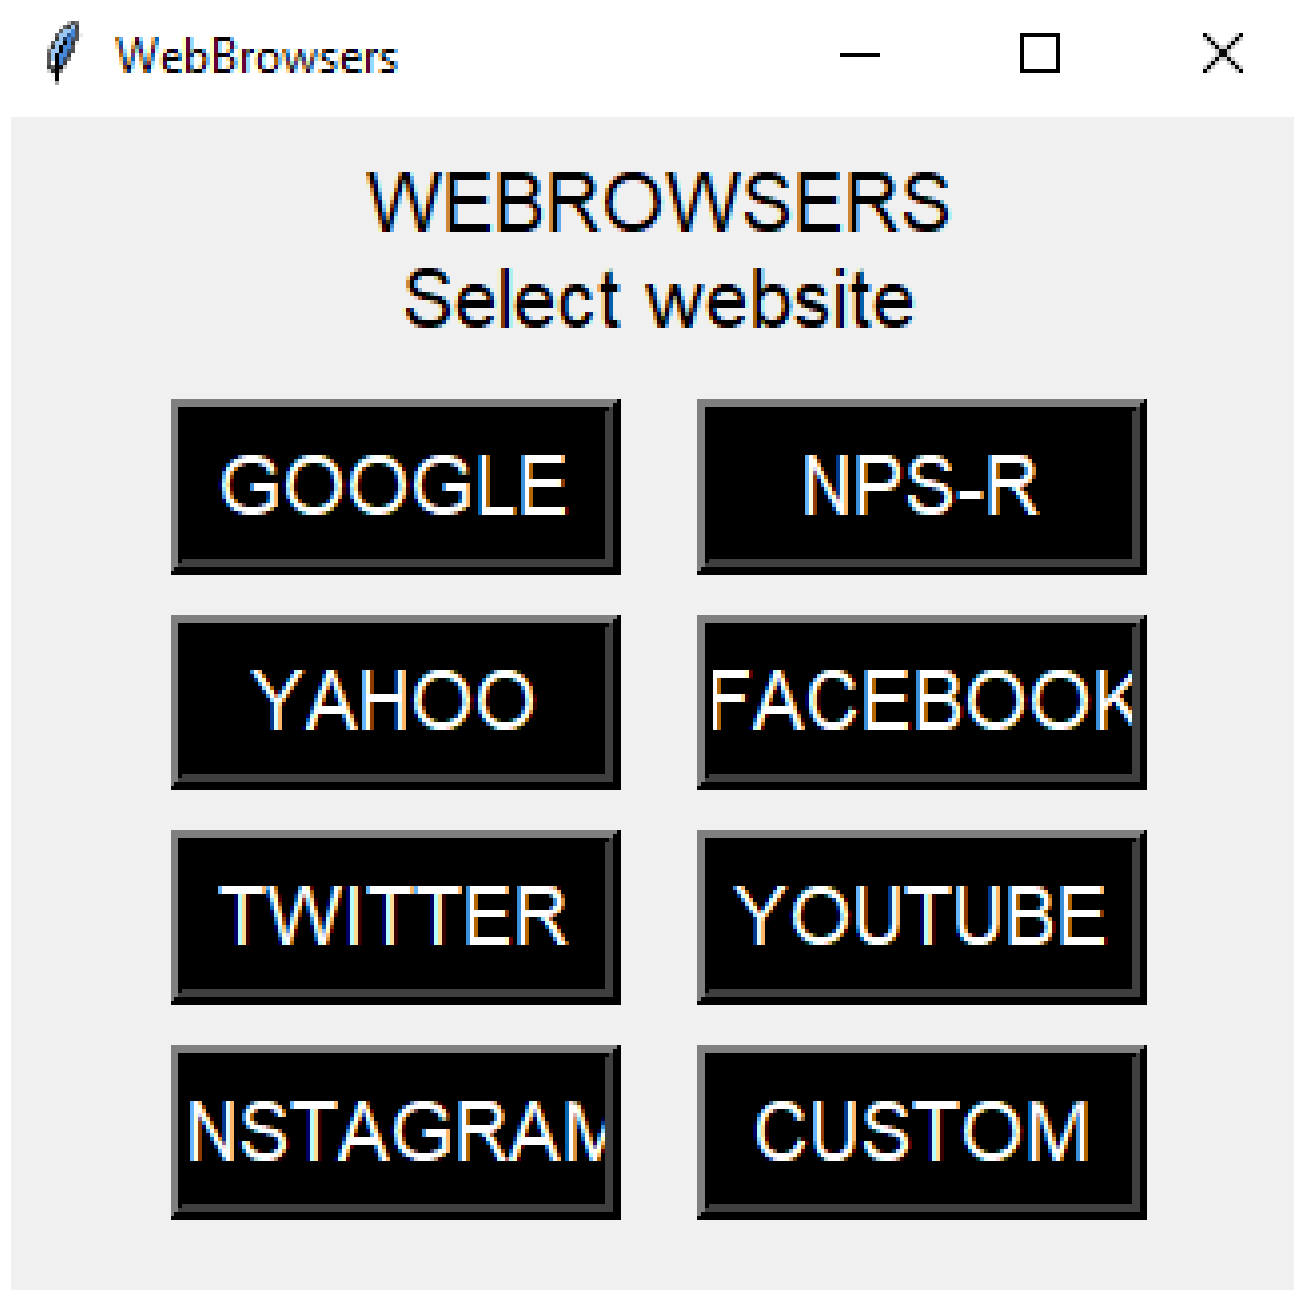 WebBrowsers
WEBROWSERS
Select website
GOOGLE NPS-R
YAHOO FACEBOOK
TWITTER YOUTUBE
NSTAGRAM CUSTOM